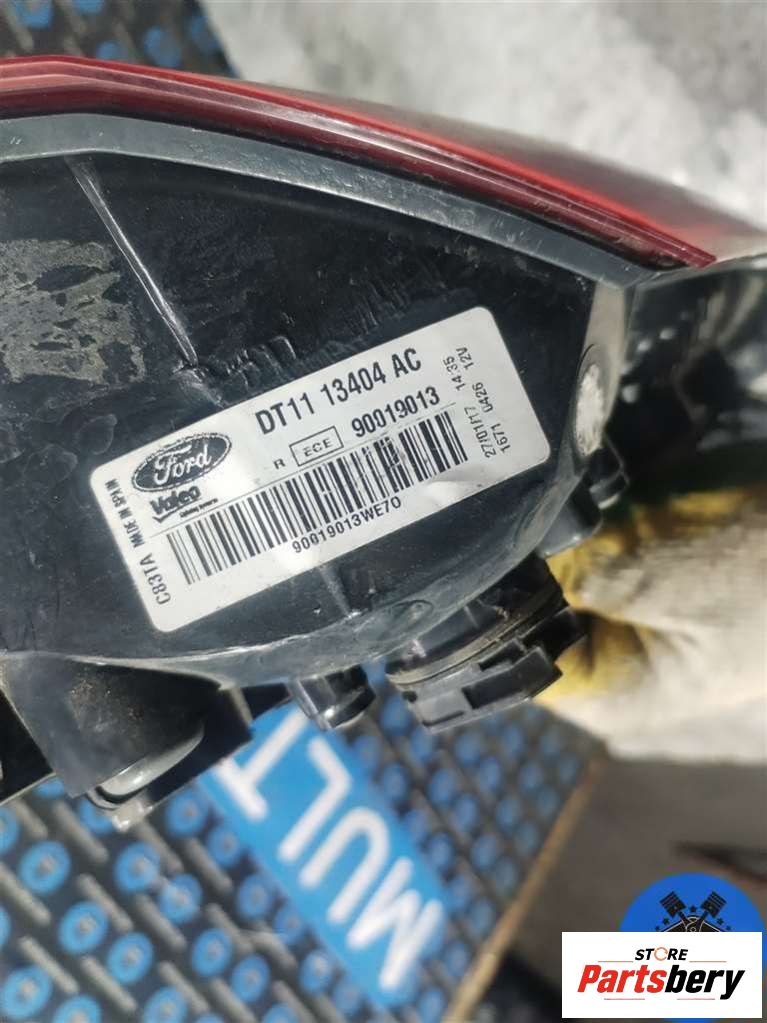 DT11 13404 AC
Ford
R ECE 90019013
27/01/17 14:35
1671 0426 12V
Valeo
90019013WE70
C83TA MADE IN SPAIN
MULT
STORE
Partsbery